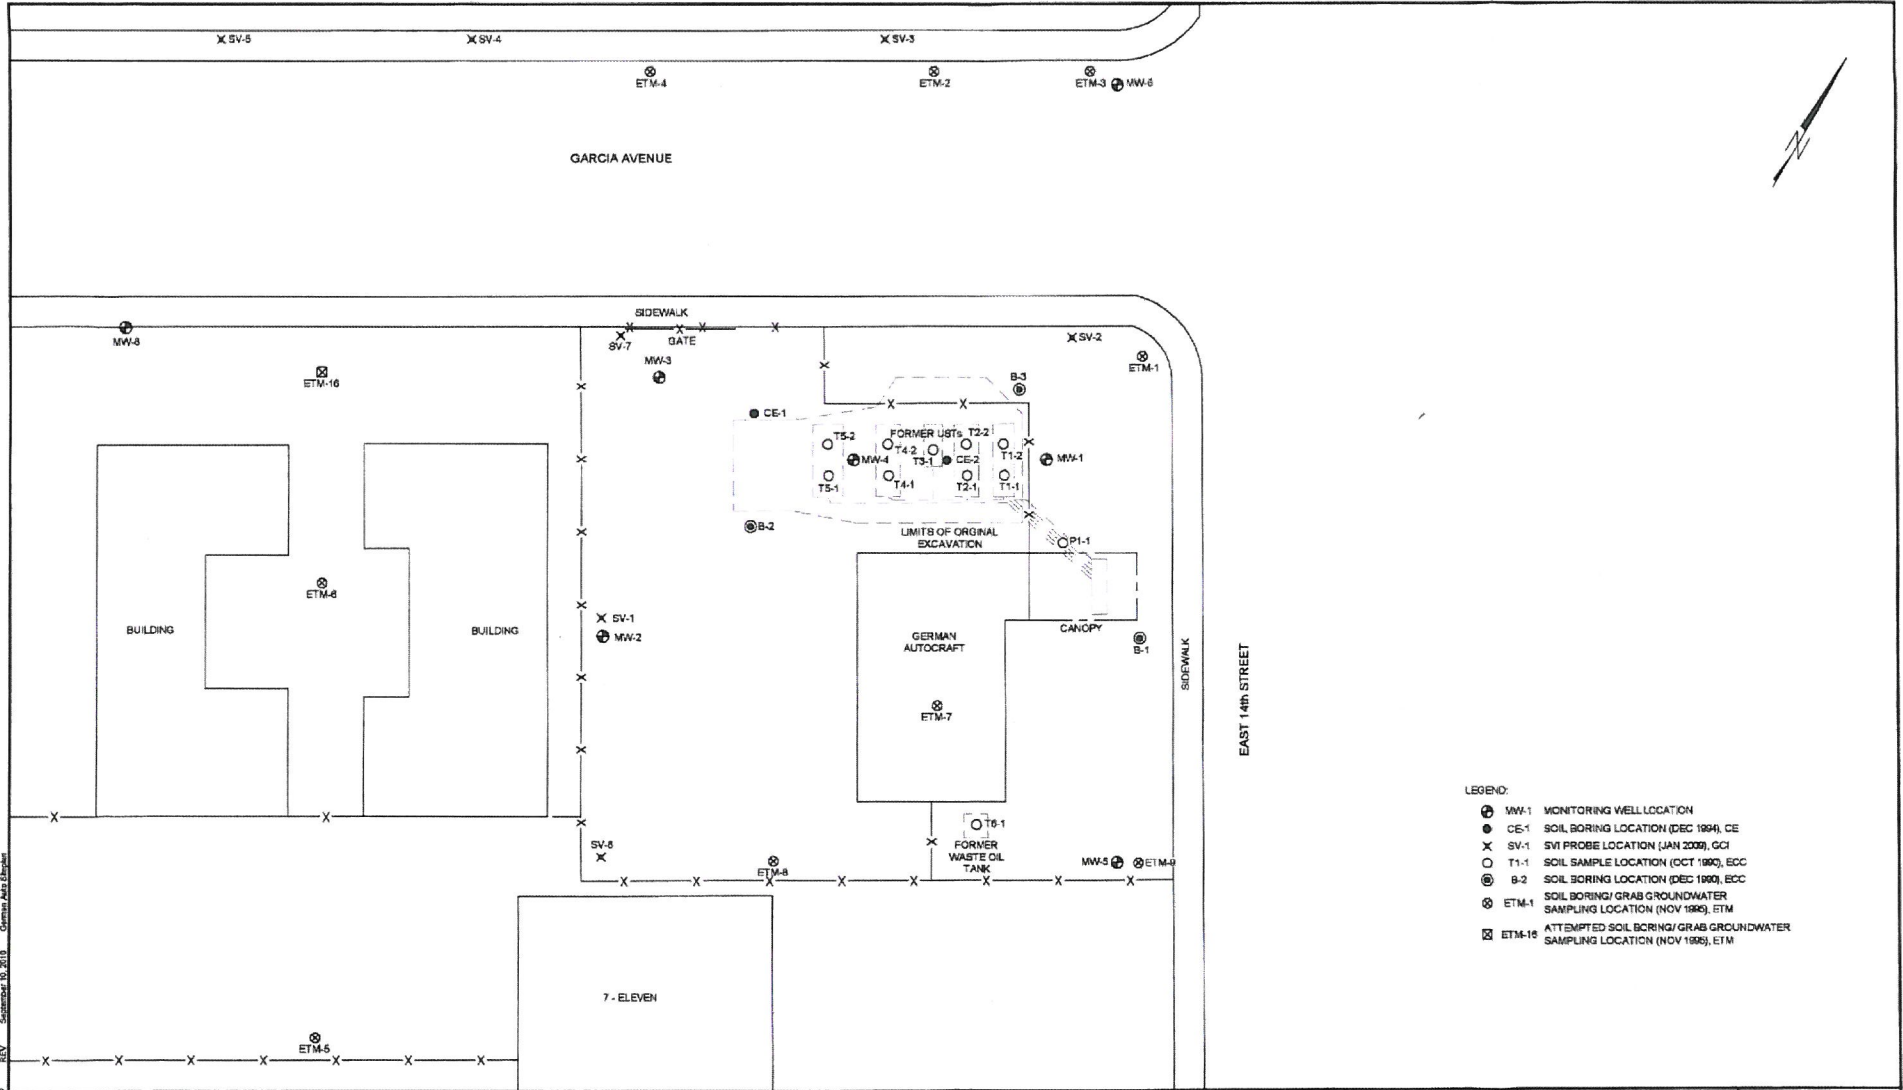 SV-5
SV-4
SV-3
ETM-4
ETM-2
ETM-3
MW-6
GARCIA AVENUE
N
SIDEWALK
GATE
MW-8
SV-7
MW-3
SV-2
ETM-1
ETM-16
B-3
CE-1
FORMER USTs
T5-2
T4-2
T2-2
T3-1
CE-2
T1-2
MW-4
MW-1
T5-1
T4-1
T2-1
T1-1
B-2
LIMITS OF ORGINAL
EXCAVATION
P1-1
ETM-6
BUILDING
BUILDING
SV-1
MW-2
GERMAN
AUTOCRAFT
CANOPY
B-1
SIDEWALK
EAST 14th STREET
ETM-7
T6-1
FORMER
WASTE OIL
TANK
SV-6
ETM-8
MW-5
ETM-9
7 - ELEVEN
ETM-5
LEGEND:
MW-1 MONITORING WELL LOCATION
CE-1 SOIL BORING LOCATION (DEC 1994), CE
SV-1 SVI PROBE LOCATION (JAN 2009), GCI
T1-1 SOIL SAMPLE LOCATION (OCT 1990), ECC
B-2 SOIL BORING LOCATION (DEC 1990), ECC
ETM-1 SOIL BORING/ GRAB GROUNDWATER
SAMPLING LOCATION (NOV 1995), ETM
ETM-16 ATTEMPTED SOIL BORING/ GRAB GROUNDWATER
SAMPLING LOCATION (NOV 1995), ETM
REV September 10, 2010 German Auto